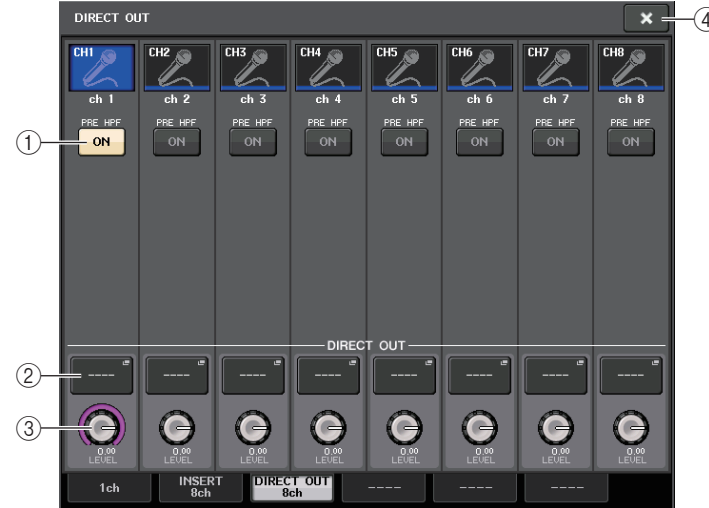 DIRECT OUT ④
CH1 CH2 CH3 CH4 CH5 CH6 CH7 CH8
ch 1 ch 2 ch 3 ch 4 ch 5 ch 6 ch 7 ch 8
PRE HPF PRE HPF PRE HPF PRE HPF PRE HPF PRE HPF PRE HPF PRE HPF
① ON ON ON ON ON ON ON ON
DIRECT OUT
② ---- ---- ---- ---- ---- ---- ---- ----
③
0.00 0.00 0.00 0.00 0.00 0.00 0.00 0.00
LEVEL LEVEL LEVEL LEVEL LEVEL LEVEL LEVEL LEVEL
1ch INSERT 8ch DIRECT OUT 8ch ---- ---- ----